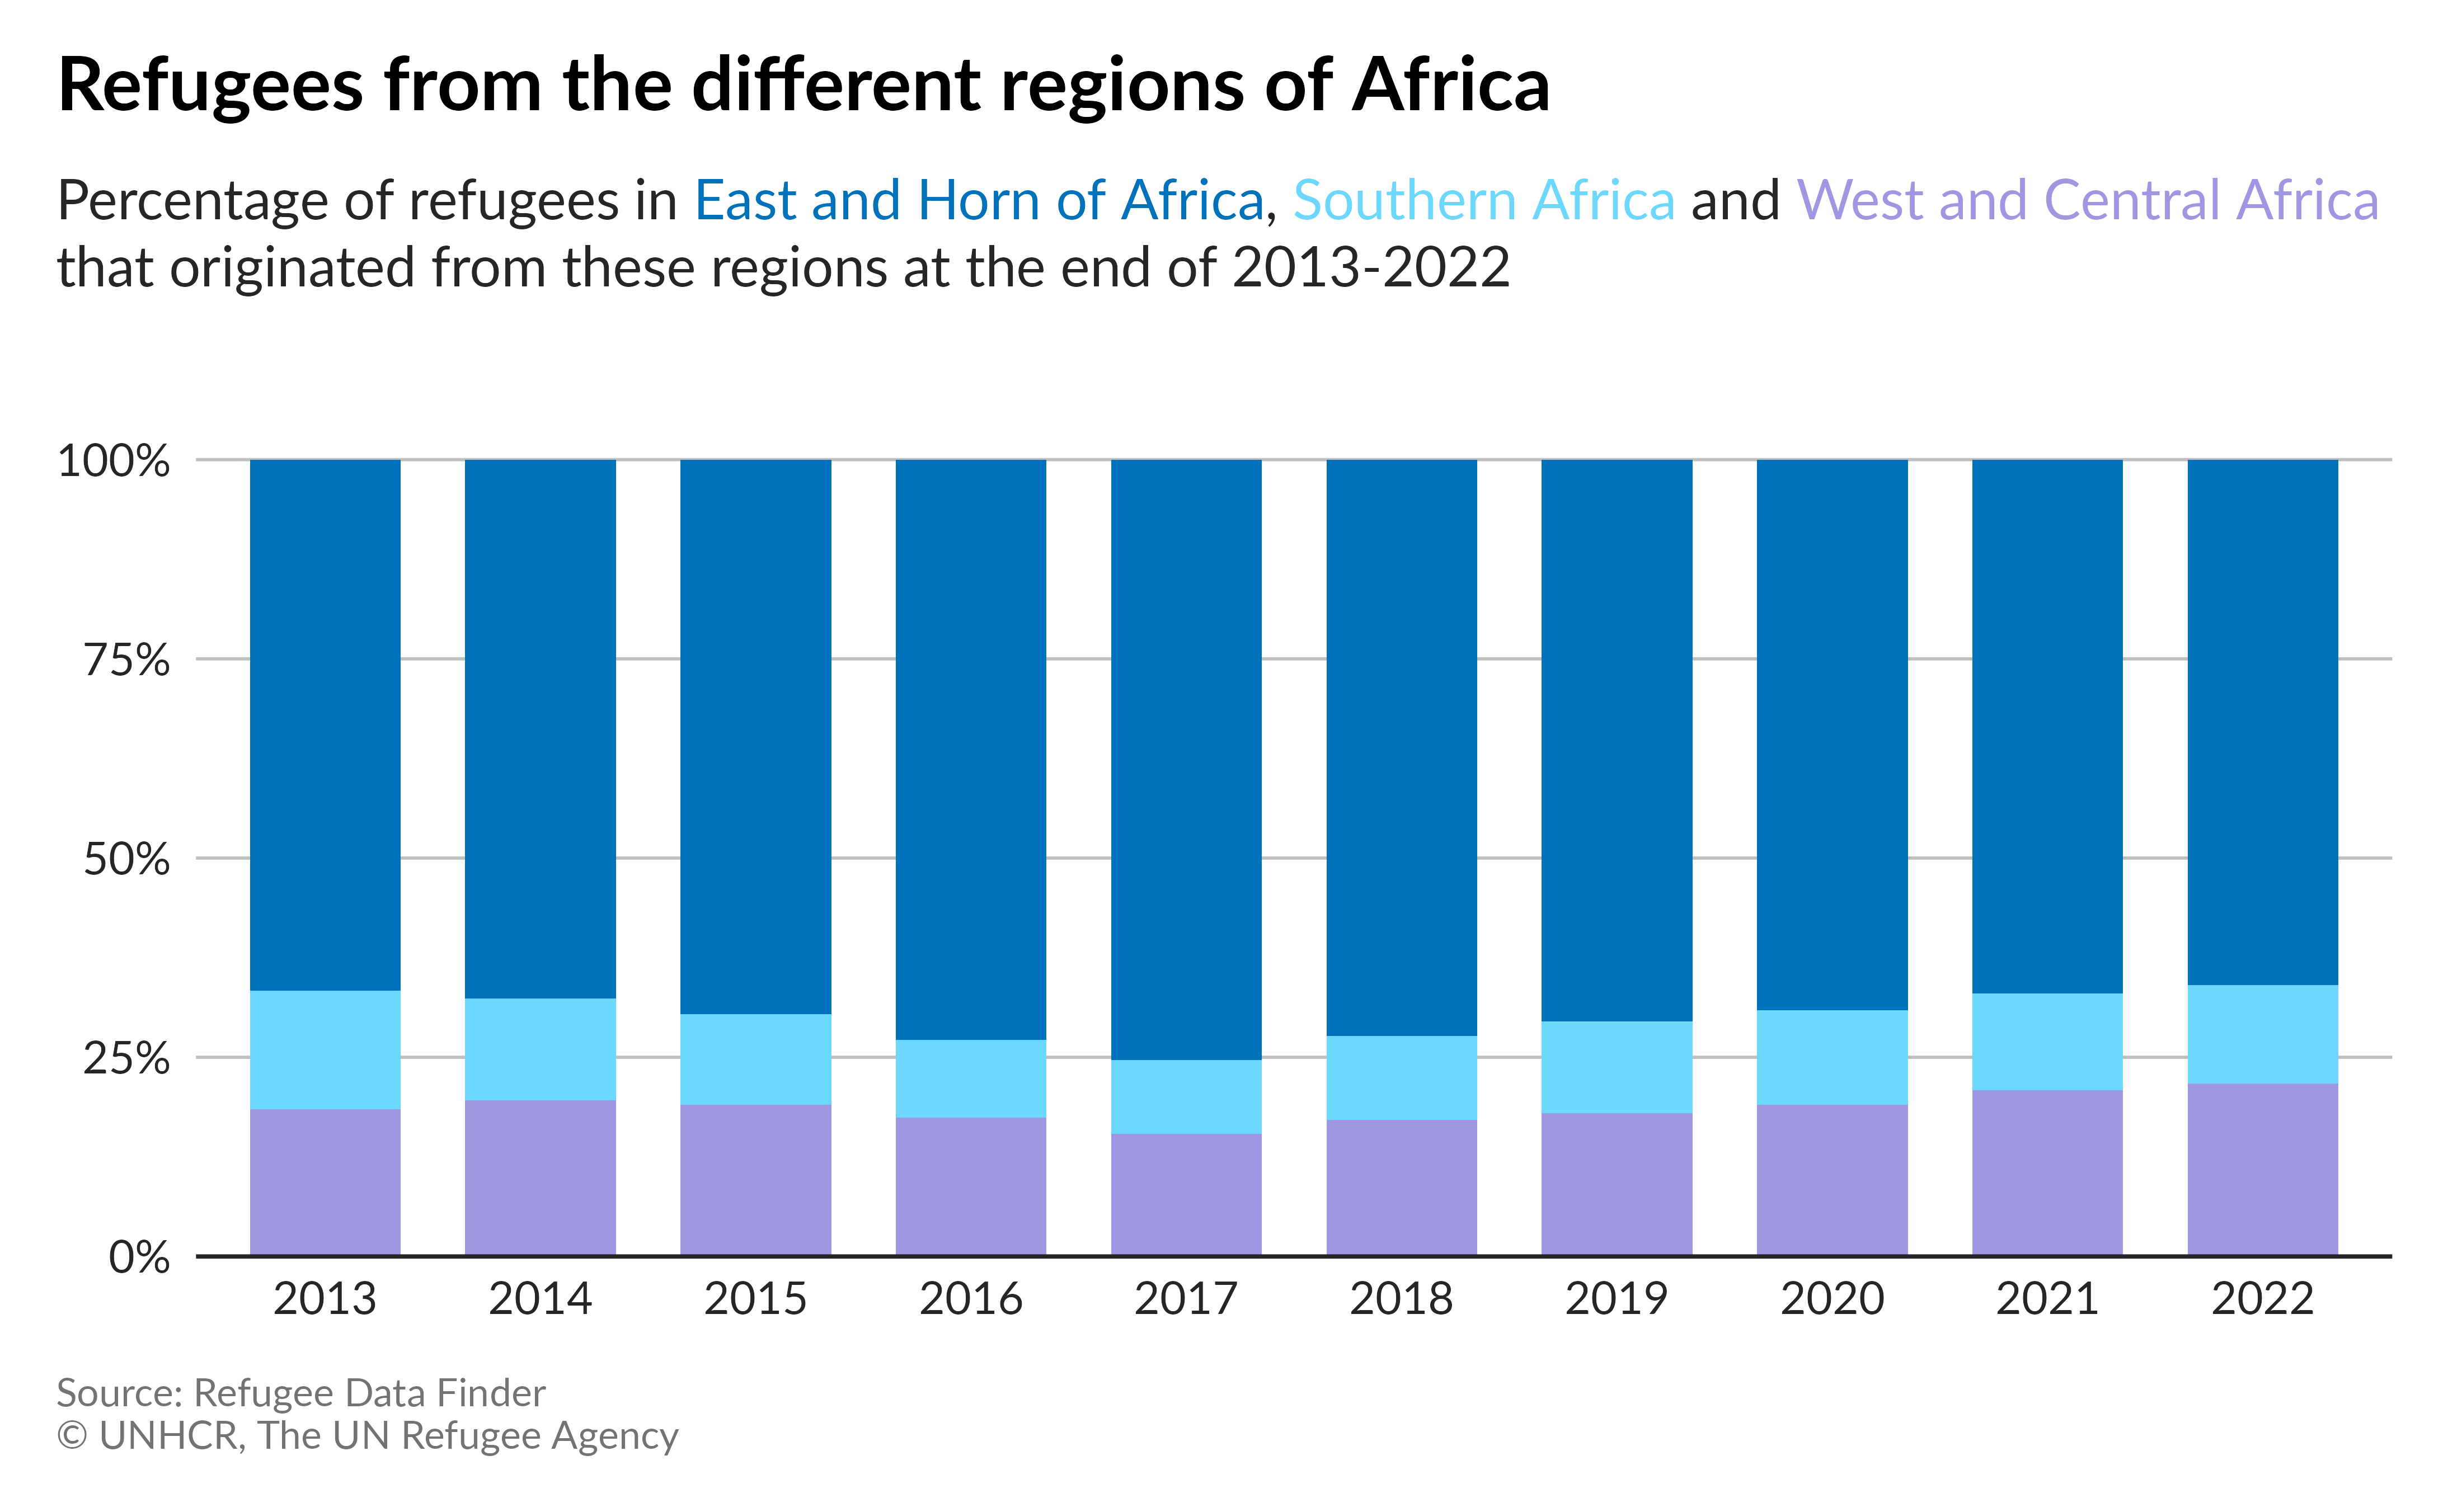 Refugees from the different regions of Africa
Percentage of refugees in East and Horn of Africa, Southern Africa and West and Central Africa
that originated from these regions at the end of 2013-2022
100%
75%
50%
25%
0%
2013 2014 2015 2016 2017 2018 2019 2020 2021 2022
Source: Refugee Data Finder
© UNHCR, The UN Refugee Agency